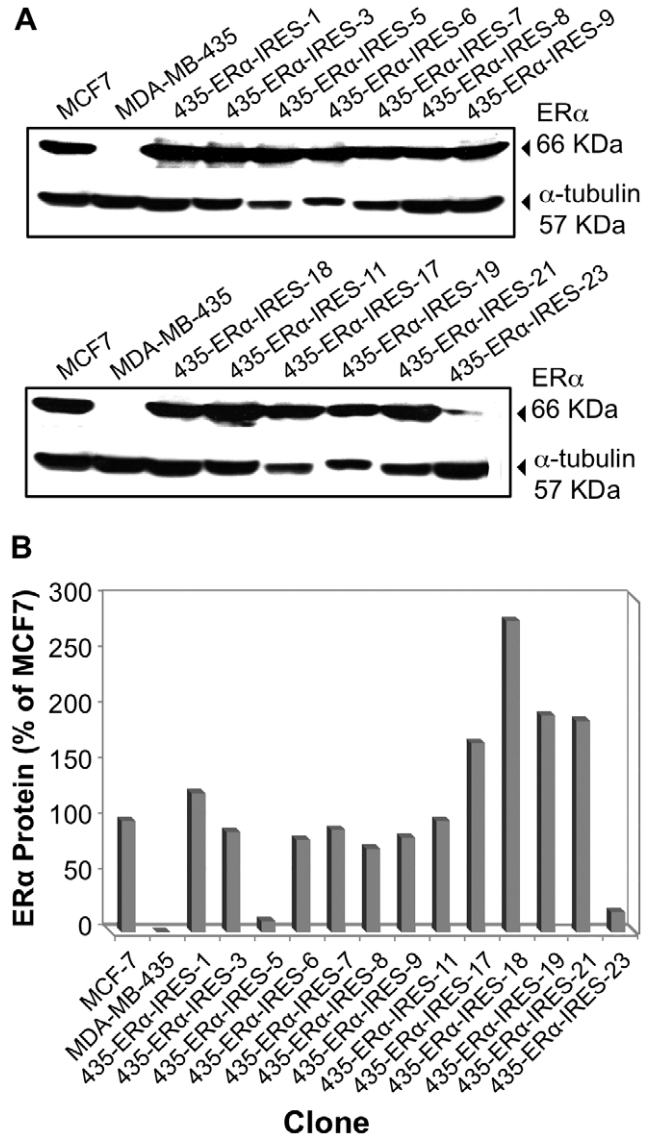 A
MCF7
MDA-MB-435
435-ERα-IRES-1
435-ERα-IRES-3
435-ERα-IRES-5
435-ERα-IRES-6
435-ERα-IRES-7
435-ERα-IRES-8
435-ERα-IRES-9
ERα
66 KDa
α-tubulin
57 KDa
MCF7
MDA-MB-435
435-ERα-IRES-18
435-ERα-IRES-11
435-ERα-IRES-17
435-ERα-IRES-19
435-ERα-IRES-21
435-ERα-IRES-23
ERα
66 KDa
α-tubulin
57 KDa
B
ERα Protein (% of MCF7)
300
250
200
150
100
50
0
MCF-7
MDA-MB-435
435-ERα-IRES-1
435-ERα-IRES-3
435-ERα-IRES-5
435-ERα-IRES-6
435-ERα-IRES-7
435-ERα-IRES-8
435-ERα-IRES-9
435-ERα-IRES-11
435-ERα-IRES-17
435-ERα-IRES-18
435-ERα-IRES-19
435-ERα-IRES-21
435-ERα-IRES-23
Clone